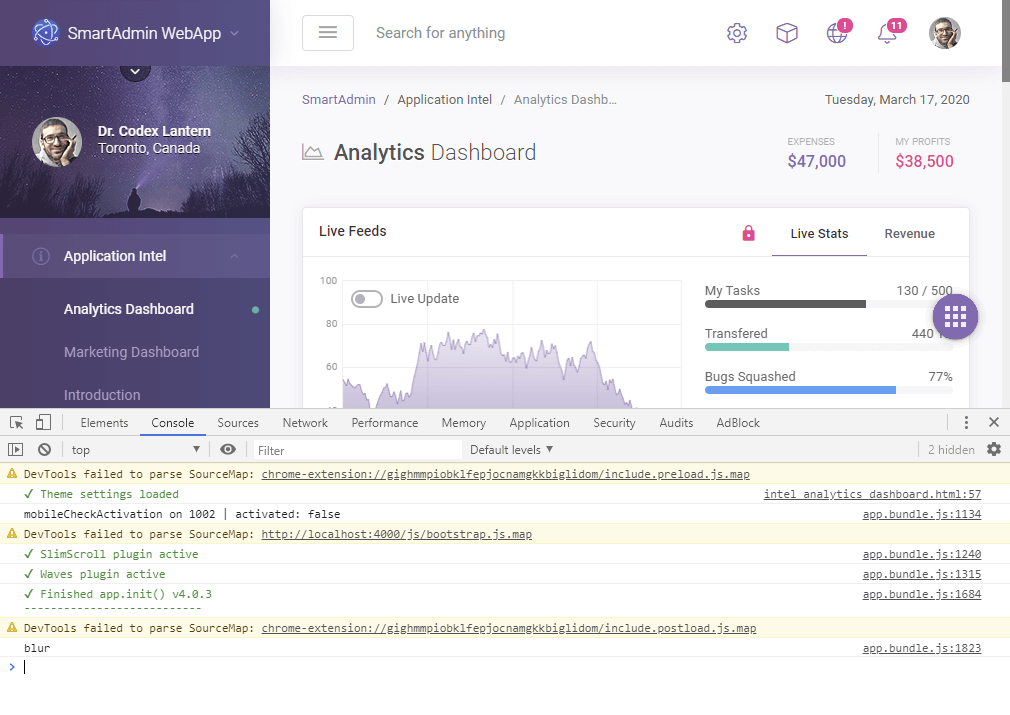 SmartAdmin WebApp
Search for anything
!
11
Dr. Codex Lantern
Toronto, Canada
SmartAdmin / Application Intel / Analytics Dashb...
Tuesday, March 17, 2020
Analytics Dashboard
EXPENSES
$47,000
MY PROFITS
$38,500
Application Intel
Analytics Dashboard
Marketing Dashboard
Introduction
Live Feeds
Live Stats
Revenue
100
80
60
Live Update
My Tasks
130 / 500
Transfered
440
Bugs Squashed
77%
Elements Console Sources Network Performance Memory Application Security Audits AdBlock
top
Filter
Default levels
2 hidden
DevTools failed to parse SourceMap: chrome-extension://gighmmpiobklfepjocnamgkkbiglidom/include.preload.js.map
✓ Theme settings loaded intel_analytics_dashboard.html:57
mobileCheckActivation on 1002 | activated: false app.bundle.js:1134
DevTools failed to parse SourceMap: http://localhost:4000/js/bootstrap.js.map
✓ SlimScroll plugin active app.bundle.js:1240
✓ Waves plugin active app.bundle.js:1315
✓ Finished app.init() v4.0.3 app.bundle.js:1684
---------------------------
DevTools failed to parse SourceMap: chrome-extension://gighmmpiobklfepjocnamgkkbiglidom/include.postload.js.map
blur app.bundle.js:1823